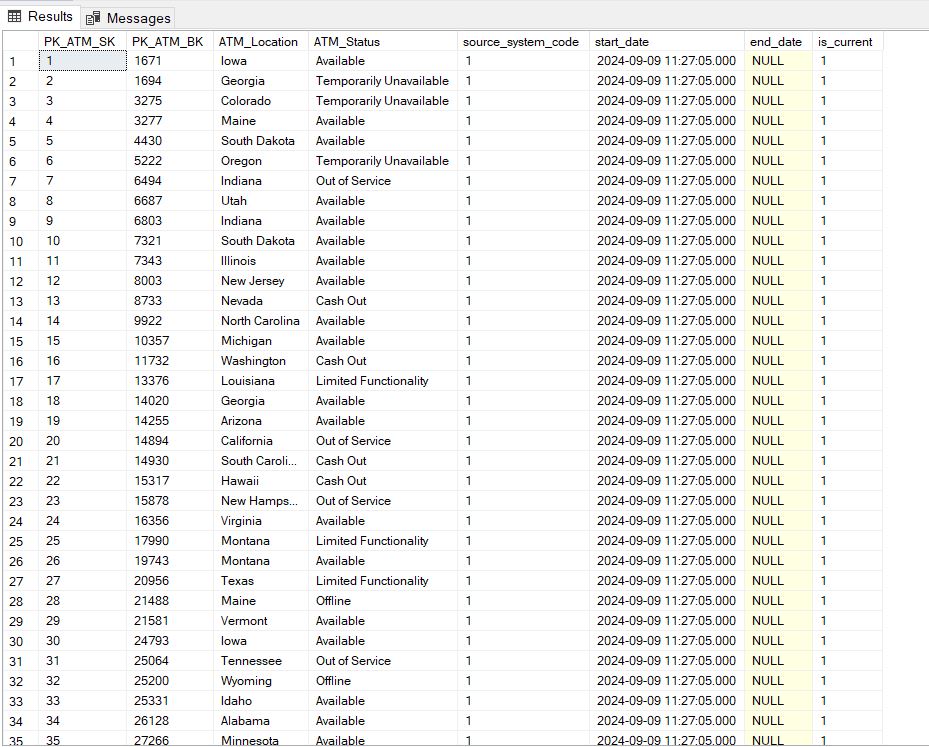 Results Messages
PK_ATM_SK PK_ATM_BK ATM_Location ATM_Status source_system_code start_date end_date is_current
1 1 1671 Iowa Available 1 2024-09-09 11:27:05.000 NULL 1
2 2 1694 Georgia Temporarily Unavailable 1 2024-09-09 11:27:05.000 NULL 1
3 3 3275 Colorado Temporarily Unavailable 1 2024-09-09 11:27:05.000 NULL 1
4 4 3277 Maine Available 1 2024-09-09 11:27:05.000 NULL 1
5 5 4430 South Dakota Available 1 2024-09-09 11:27:05.000 NULL 1
6 6 5222 Oregon Temporarily Unavailable 1 2024-09-09 11:27:05.000 NULL 1
7 7 6494 Indiana Out of Service 1 2024-09-09 11:27:05.000 NULL 1
8 8 6687 Utah Available 1 2024-09-09 11:27:05.000 NULL 1
9 9 6803 Indiana Available 1 2024-09-09 11:27:05.000 NULL 1
10 10 7321 South Dakota Available 1 2024-09-09 11:27:05.000 NULL 1
11 11 7343 Illinois Available 1 2024-09-09 11:27:05.000 NULL 1
12 12 8003 New Jersey Available 1 2024-09-09 11:27:05.000 NULL 1
13 13 8733 Nevada Cash Out 1 2024-09-09 11:27:05.000 NULL 1
14 14 9922 North Carolina Available 1 2024-09-09 11:27:05.000 NULL 1
15 15 10357 Michigan Available 1 2024-09-09 11:27:05.000 NULL 1
16 16 11732 Washington Cash Out 1 2024-09-09 11:27:05.000 NULL 1
17 17 13376 Louisiana Limited Functionality 1 2024-09-09 11:27:05.000 NULL 1
18 18 14020 Georgia Available 1 2024-09-09 11:27:05.000 NULL 1
19 19 14255 Arizona Available 1 2024-09-09 11:27:05.000 NULL 1
20 20 14894 California Out of Service 1 2024-09-09 11:27:05.000 NULL 1
21 21 14930 South Caroli... Cash Out 1 2024-09-09 11:27:05.000 NULL 1
22 22 15317 Hawaii Cash Out 1 2024-09-09 11:27:05.000 NULL 1
23 23 15878 New Hamps... Out of Service 1 2024-09-09 11:27:05.000 NULL 1
24 24 16356 Virginia Available 1 2024-09-09 11:27:05.000 NULL 1
25 25 17990 Montana Limited Functionality 1 2024-09-09 11:27:05.000 NULL 1
26 26 19743 Montana Available 1 2024-09-09 11:27:05.000 NULL 1
27 27 20956 Texas Limited Functionality 1 2024-09-09 11:27:05.000 NULL 1
28 28 21488 Maine Offline 1 2024-09-09 11:27:05.000 NULL 1
29 29 21581 Vermont Available 1 2024-09-09 11:27:05.000 NULL 1
30 30 24793 Iowa Available 1 2024-09-09 11:27:05.000 NULL 1
31 31 25064 Tennessee Out of Service 1 2024-09-09 11:27:05.000 NULL 1
32 32 25200 Wyoming Offline 1 2024-09-09 11:27:05.000 NULL 1
33 33 25331 Idaho Available 1 2024-09-09 11:27:05.000 NULL 1
34 34 26128 Alabama Available 1 2024-09-09 11:27:05.000 NULL 1
35 35 27266 Minnesota Available 1 2024-09-09 11:27:05.000 NULL 1